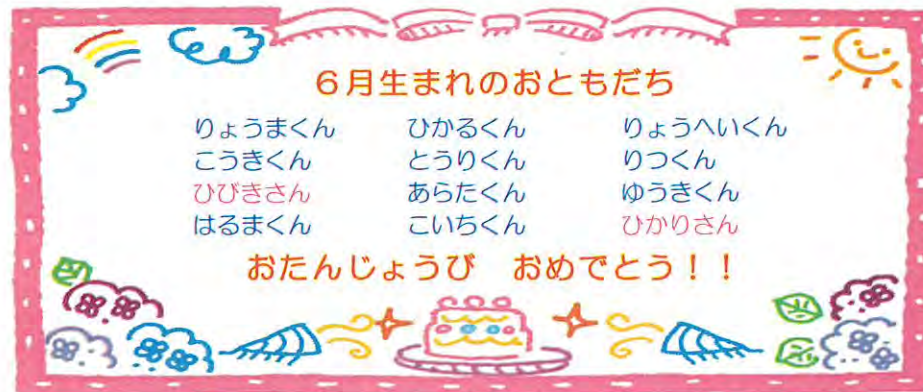 ６月生まれのおともだち
りょうまくん　ひかるくん　りょうへいくん
こうきくん　とうりくん　りつくん
ひびきさん　あらたくん　ゆうきくん
はるまくん　こいちくん　ひかりさん
おたんじょうび　おめでとう！！